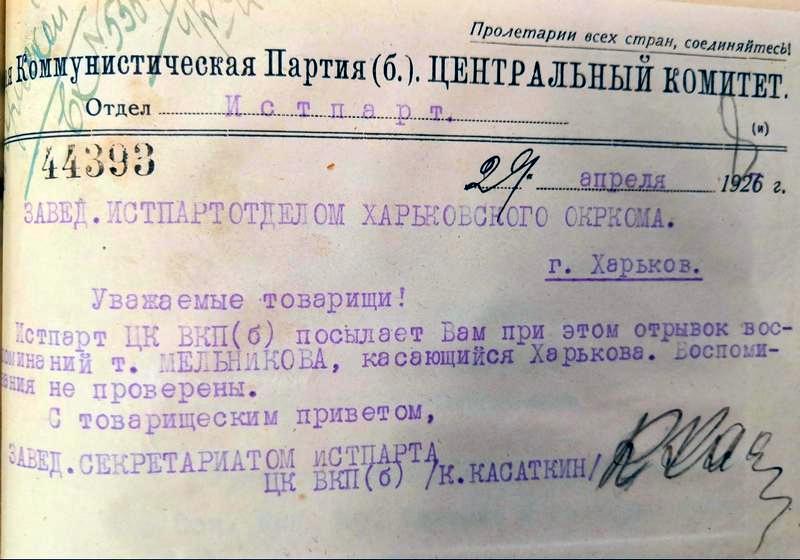 Пролетарии всех стран, соединяйтесь!
Коммунистическая Партия (б.). ЦЕНТРАЛЬНЫЙ КОМИТЕТ.
Отдел Истпарт.
(и)
44393
29. апреля 1926 г.
ЗАВЕД. ИСТПАРТОТДЕЛОМ ХАРЬКОВСКОГО ОКРКОМА.
г. Харьков.
Уважаемые товарищи!
Истпарт ЦК ВКП(б) посылает Вам при этом отрывок вос-
поминаний т. МЕЛЬНИКОВА, касающийся Харькова. Воспоми-
ния не проверены.
С товарищеским приветом,
ЗАВЕД. СЕКРЕТАРИАТОМ ИСТПАРТА
ЦК ВКП(б) /К. КАСАТКИН/